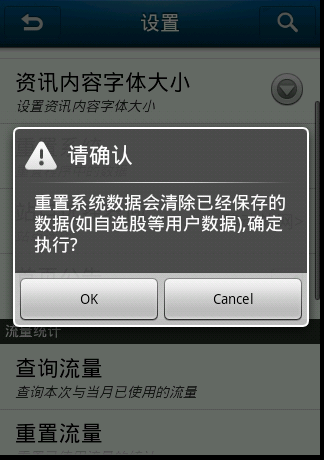 设置
资讯内容字体大小
设置资讯内容字体大小
请确认
重置系统数据会清除已经保存的
数据(如自选股等用户数据),确定
执行?
OK
Cancel
流量统计
查询流量
查询本次与当月已使用的流量
重置流量